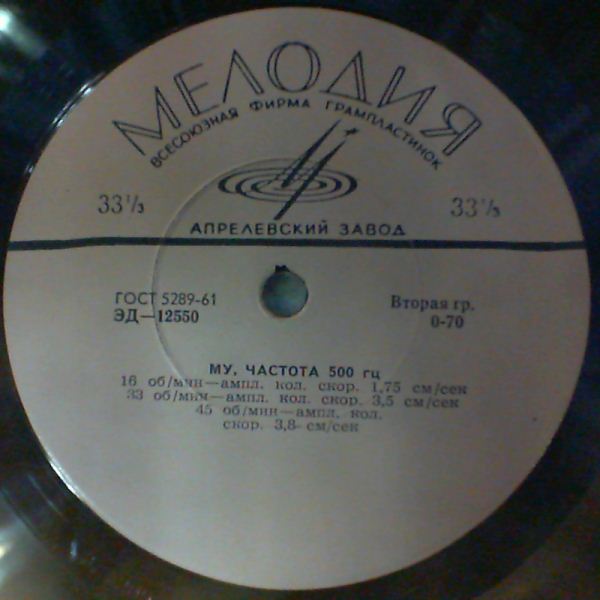 МЕЛОДИЯ
ВСЕСОЮЗНАЯ ФИРМА ГРАМПЛАСТИНОК
33⅓ 33⅓
АПРЕЛЕВСКИЙ ЗАВОД
ГОСТ 5289-61 Вторая гр.
ЭД—12550 0-70
МУ, ЧАСТОТА 500 гц
16 об/мин—ампл. кол. скор. 1,75 см/сек
33 об/мин—ампл. кол. скор. 3,5 см/сек
45 об/мин—ампл. кол.
скор. 3,8 см/сек